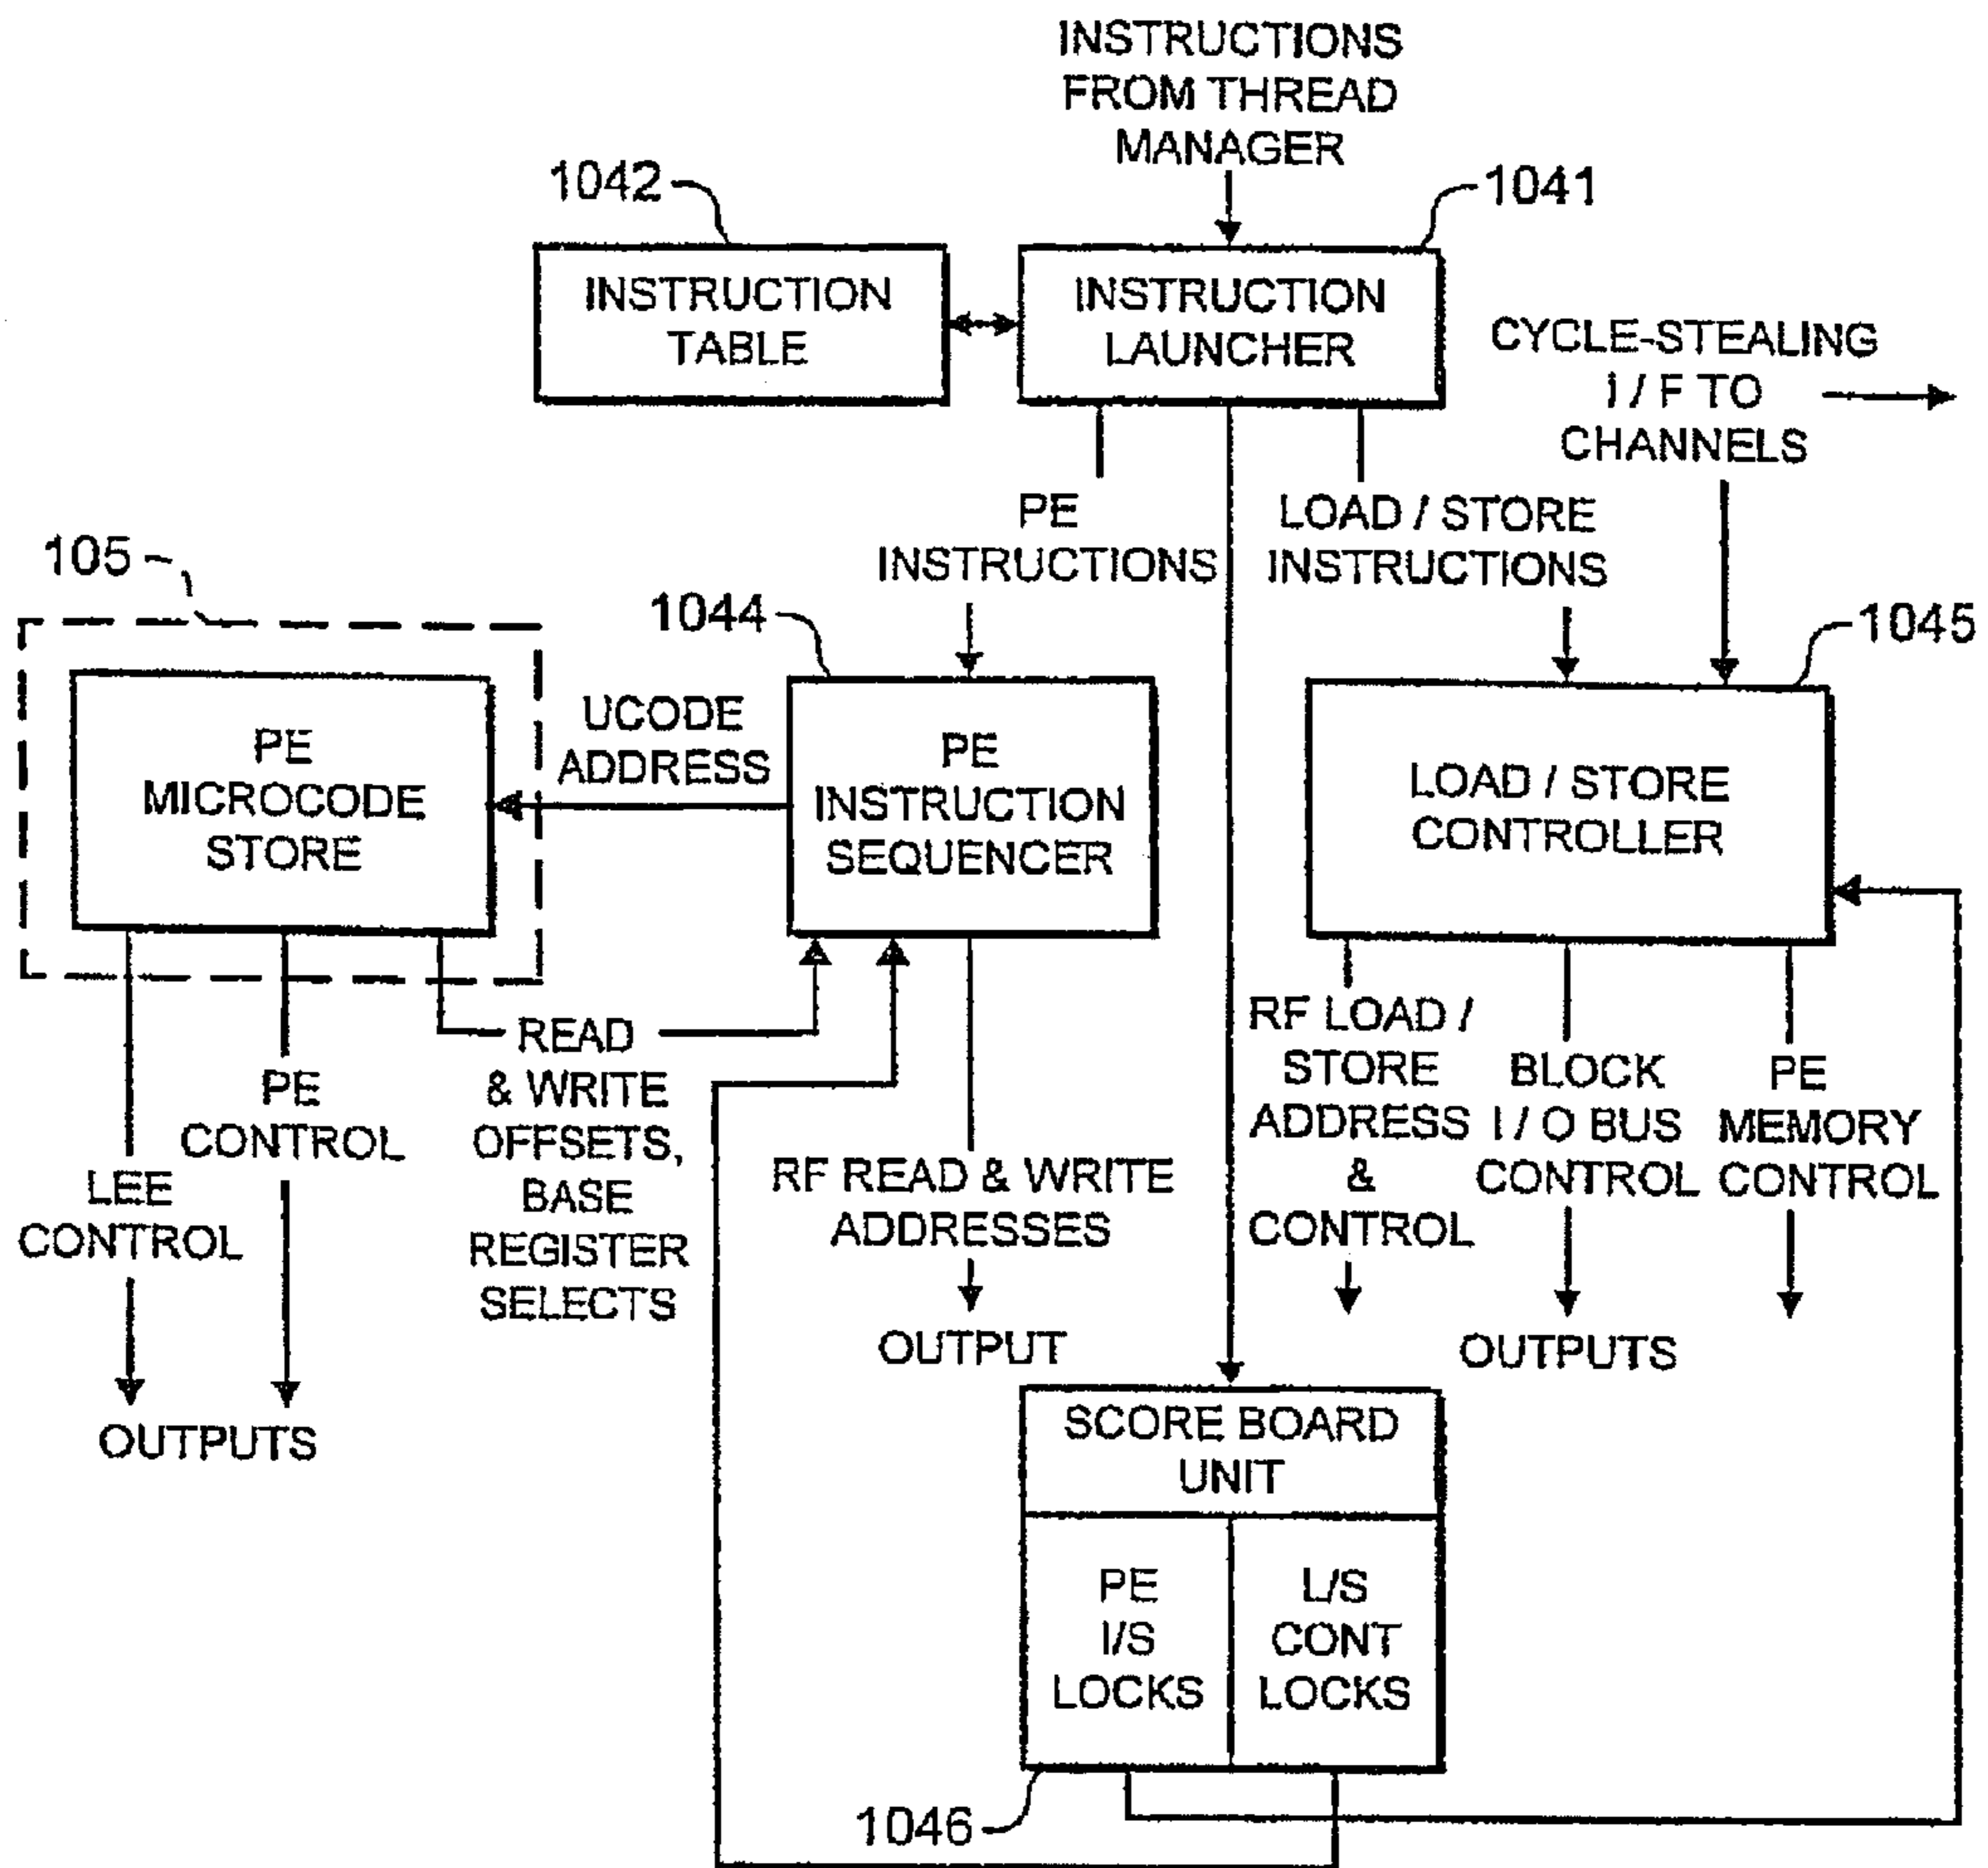 INSTRUCTIONS
FROM THREAD
MANAGER
1042
1041
INSTRUCTION
TABLE
INSTRUCTION
LAUNCHER
CYCLE-STEALING
I / F TO
CHANNELS
PE
INSTRUCTIONS
LOAD / STORE
INSTRUCTIONS
105
1044
1045
PE
MICROCODE
STORE
UCODE
ADDRESS
PE
INSTRUCTION
SEQUENCER
LOAD / STORE
CONTROLLER
LEE
CONTROL
PE
CONTROL
READ
& WRITE
OFFSETS,
BASE
REGISTER
SELECTS
RF READ & WRITE
ADDRESSES
RF LOAD /
STORE
ADDRESS
&
CONTROL
BLOCK
I / O BUS
CONTROL
PE
MEMORY
CONTROL
OUTPUTS
OUTPUT
OUTPUTS
SCORE BOARD
UNIT
PE
I/S
LOCKS
L/S
CONT
LOCKS
1046